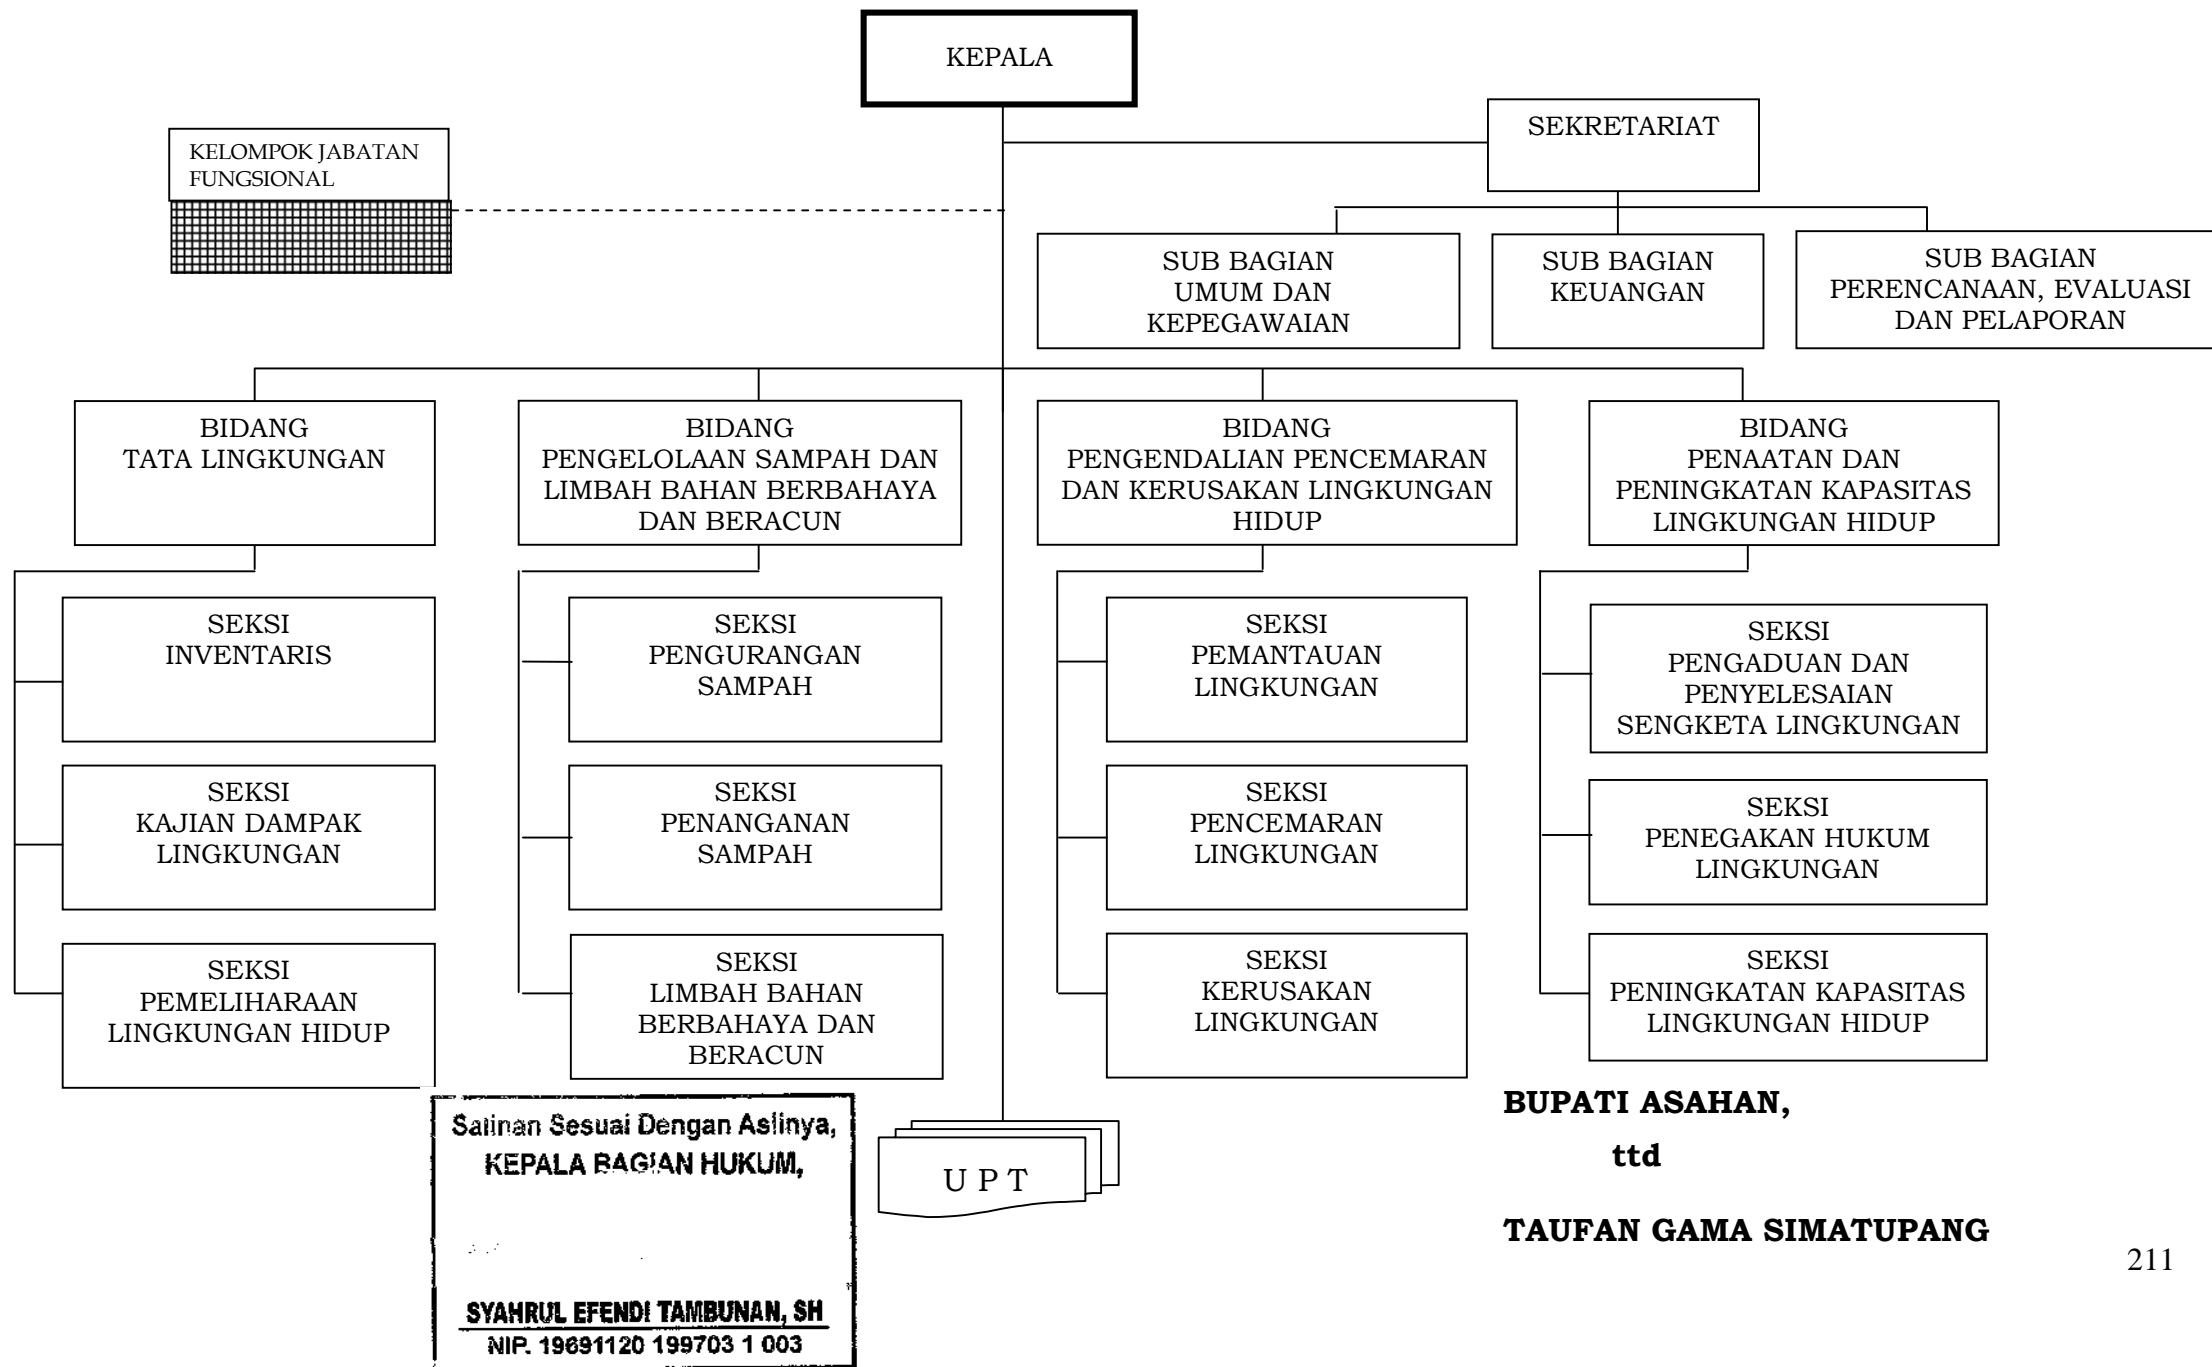 KEPALA
SEKRETARIAT
KELOMPOK JABATAN
FUNGSIONAL
SUB BAGIAN
UMUM DAN
KEPEGAWAIAN
SUB BAGIAN
KEUANGAN
SUB BAGIAN
PERENCANAAN, EVALUASI
DAN PELAPORAN
BIDANG
TATA LINGKUNGAN
BIDANG
PENGELOLAAN SAMPAH DAN
LIMBAH BAHAN BERBAHAYA
DAN BERACUN
BIDANG
PENGENDALIAN PENCEMARAN
DAN KERUSAKAN LINGKUNGAN
HIDUP
BIDANG
PENAATAN DAN
PENINGKATAN KAPASITAS
LINGKUNGAN HIDUP
SEKSI
INVENTARIS
SEKSI
PENGURANGAN
SAMPAH
SEKSI
PEMANTAUAN
LINGKUNGAN
SEKSI
PENGADUAN DAN
PENYELESAIAN
SENGKETA LINGKUNGAN
SEKSI
KAJIAN DAMPAK
LINGKUNGAN
SEKSI
PENANGANAN
SAMPAH
SEKSI
PENCEMARAN
LINGKUNGAN
SEKSI
PENEGAKAN HUKUM
LINGKUNGAN
SEKSI
PEMELIHARAAN
LINGKUNGAN HIDUP
SEKSI
LIMBAH BAHAN
BERBAHAYA DAN
BERACUN
SEKSI
KERUSAKAN
LINGKUNGAN
SEKSI
PENINGKATAN KAPASITAS
LINGKUNGAN HIDUP
Salinan Sesuai Dengan Aslinya,
KEPALA BAGIAN HUKUM,
SYAHRUL EFENDI TAMBUNAN, SH
NIP. 19691120 199703 1 003
U P T
BUPATI ASAHAN,
ttd
TAUFAN GAMA SIMATUPANG
211